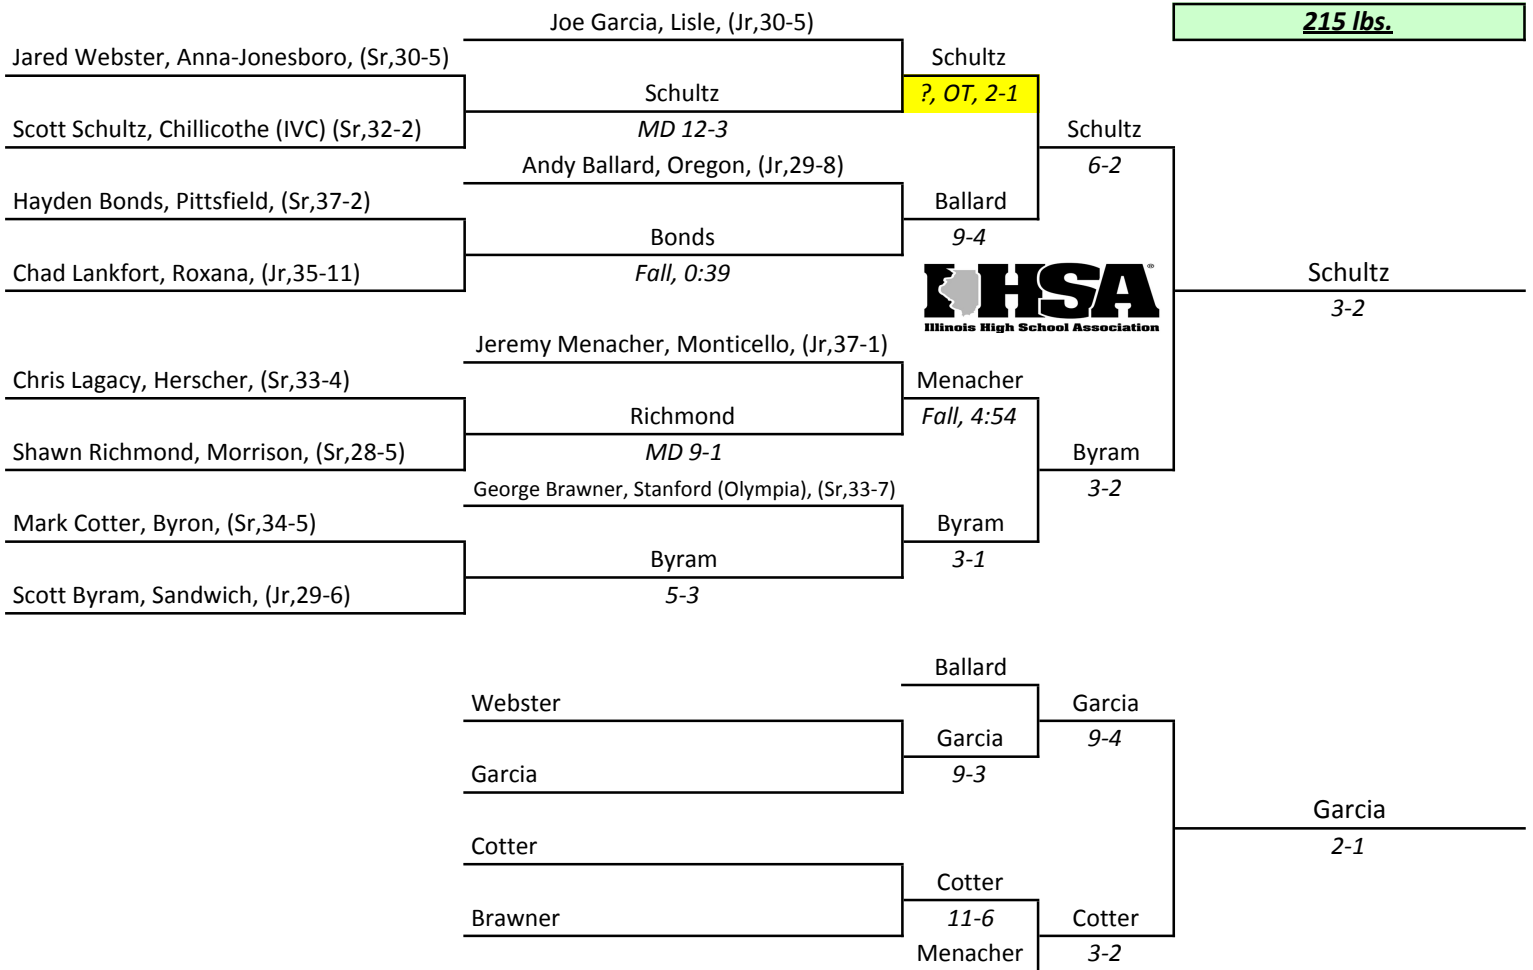 Joe Garcia, Lisle, (Jr,30-5)
215 lbs.
Jared Webster, Anna-Jonesboro, (Sr,30-5)
Schultz
Schultz
?, OT, 2-1
Scott Schultz, Chillicothe (IVC) (Sr,32-2)
MD 12-3
Schultz
Andy Ballard, Oregon, (Jr,29-8)
6-2
Hayden Bonds, Pittsfield, (Sr,37-2)
Ballard
Bonds
9-4
Chad Lankfort, Roxana, (Jr,35-11)
Fall, 0:39
Schultz
IHSA®
3-2
Illinois High School Association
Jeremy Menacher, Monticello, (Jr,37-1)
Chris Lagacy, Herscher, (Sr,33-4)
Menacher
Richmond
Fall, 4:54
Shawn Richmond, Morrison, (Sr,28-5)
MD 9-1
Byram
George Brawner, Stanford (Olympia), (Sr,33-7)
3-2
Mark Cotter, Byron, (Sr,34-5)
Byram
Byram
3-1
Scott Byram, Sandwich, (Jr,29-6)
5-3
Ballard
Webster
Garcia
Garcia
9-4
Garcia
9-3
Garcia
Cotter
2-1
Cotter
Brawner
11-6
Cotter
Menacher
3-2